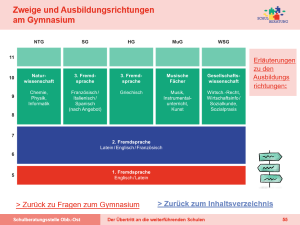 Zweige und Ausbildungsrichtungen
am Gymnasium
NTG SG HG MuG WSG
11
10
9
8
7
6
5
Natur-
wissenschaft
Chemie,
Physik,
Informatik
3. Fremd-
sprache
Französisch /
Italienisch /
Spanisch
(nach Angebot)
3. Fremd-
sprache
Griechisch
Musische
Fächer
Musik,
Instrumental-
unterricht,
Kunst
Gesellschafts-
wissenschaft
Wirtsch.-Recht,
Wirtschaftsinfo /
Sozialkunde,
Sozialpraxis
2. Fremdsprache
Latein / Englisch / Französisch
1. Fremdsprache
Englisch / Latein
Erläuterungen
zu den
Ausbildungs
richtungen:
> Zurück zu Fragen zum Gymnasium
> Zurück zum Inhaltsverzeichnis
Schulberatungsstelle Obb.-Ost
Der Übertritt an die weiterführenden Schulen